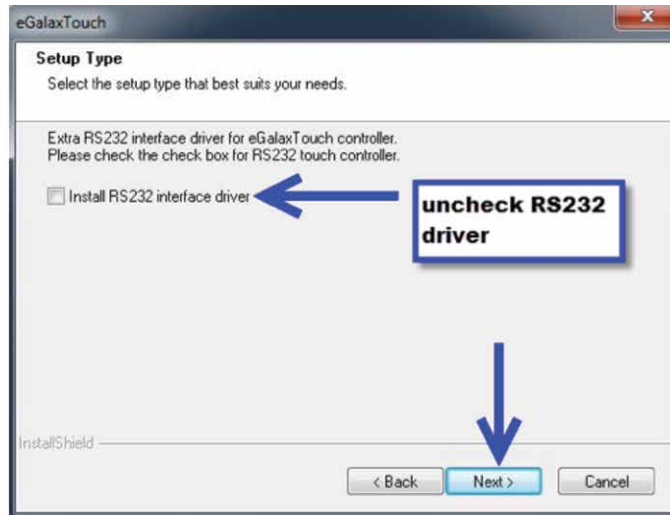 eGalaxTouch
Setup Type
Select the setup type that best suits your needs.
Extra RS232 interface driver for eGalaxTouch controller.
Please check the check box for RS232 touch controller.
Install RS232 interface driver
uncheck RS232
driver
InstallShield
< Back
Next >
Cancel